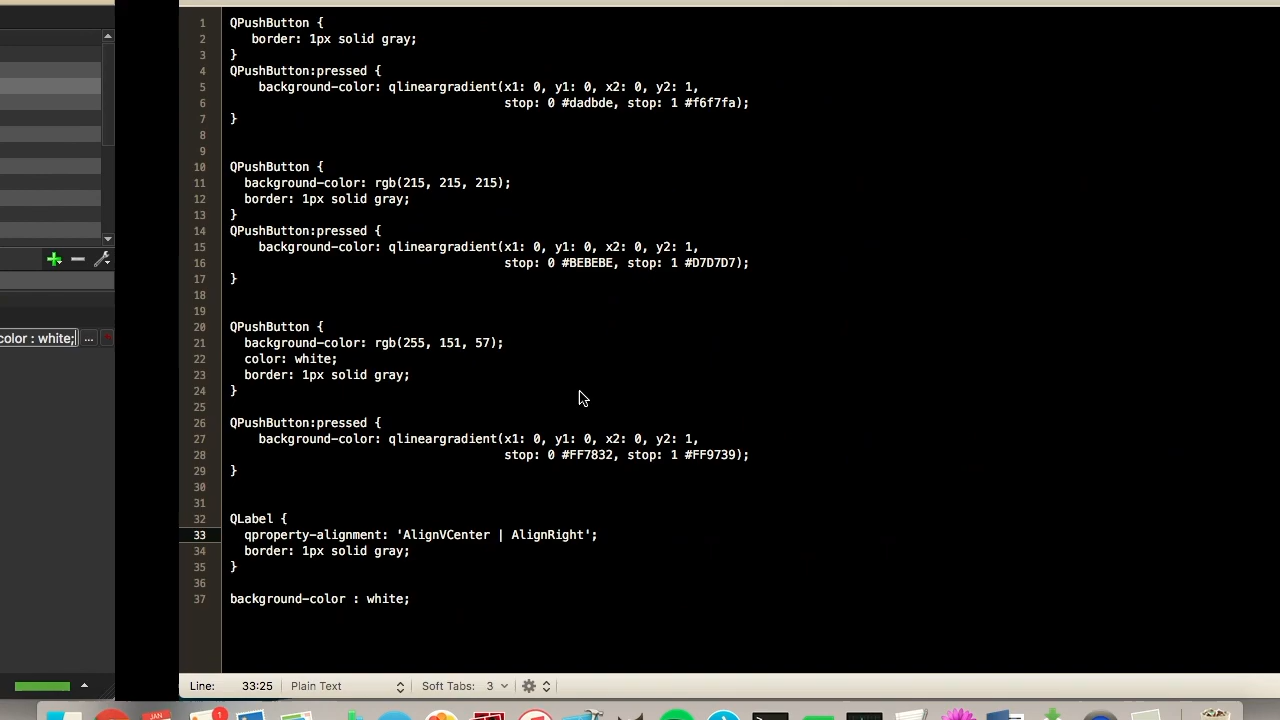 1 QPushButton {
2 border: 1px solid gray;
3 }
4 QPushButton:pressed {
5 background-color: qlineargradient(x1: 0, y1: 0, x2: 0, y2: 1,
6 stop: 0 #dadbde, stop: 1 #f6f7fa);
7 }
8
9
10 QPushButton {
11 background-color: rgb(215, 215, 215);
12 border: 1px solid gray;
13 }
14 QPushButton:pressed {
15 background-color: qlineargradient(x1: 0, y1: 0, x2: 0, y2: 1,
16 stop: 0 #BEBEBE, stop: 1 #D7D7D7);
17 }
18
19
20 QPushButton {
21 background-color: rgb(255, 151, 57);
22 color: white;
23 border: 1px solid gray;
24 }
25
26 QPushButton:pressed {
27 background-color: qlineargradient(x1: 0, y1: 0, x2: 0, y2: 1,
28 stop: 0 #FF7832, stop: 1 #FF9739);
29 }
30
31
32 QLabel {
33 qproperty-alignment: 'AlignVCenter | AlignRight';
34 border: 1px solid gray;
35 }
36
37 background-color : white;
color : white;
...
Line: 33:25 Plain Text Soft Tabs: 3
JAN 1